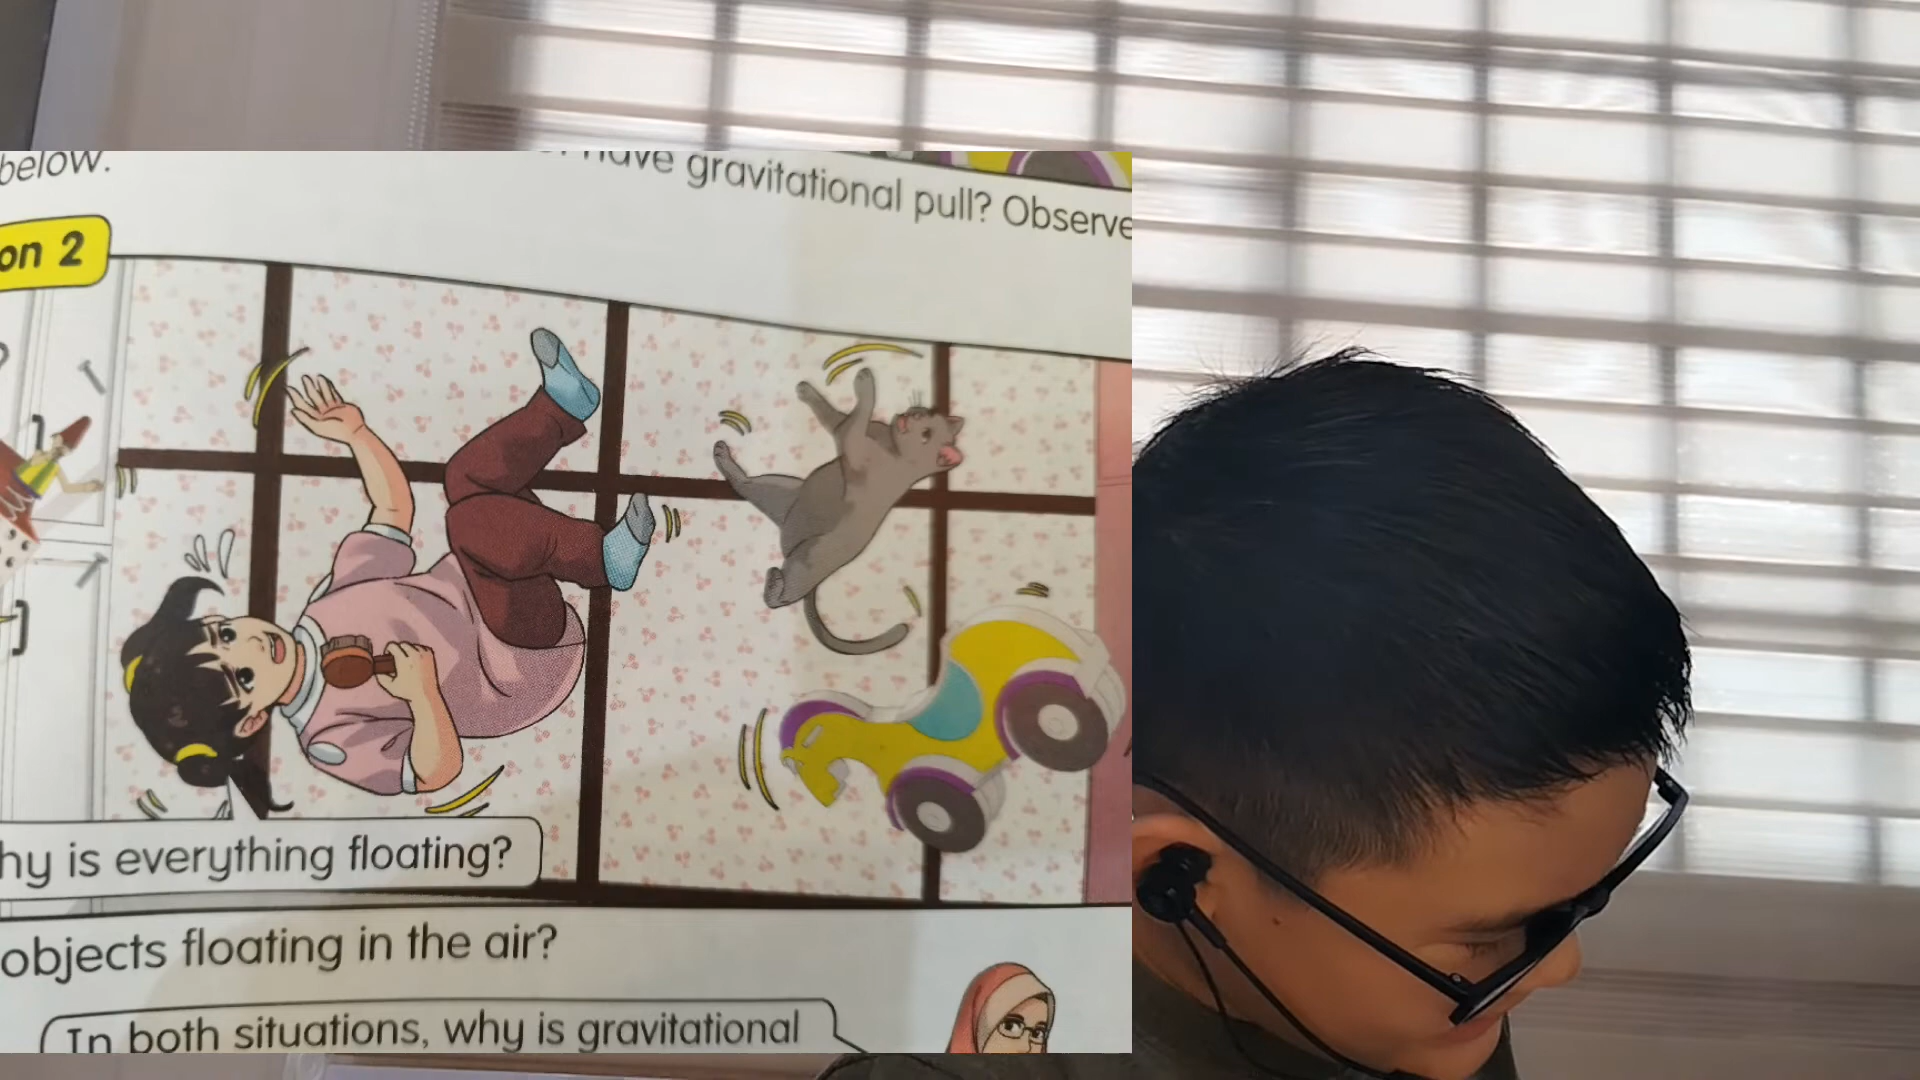 below.
have gravitational pull? Observe
on 2
hy is everything floating?
objects floating in the air?
In both situations, why is gravitational